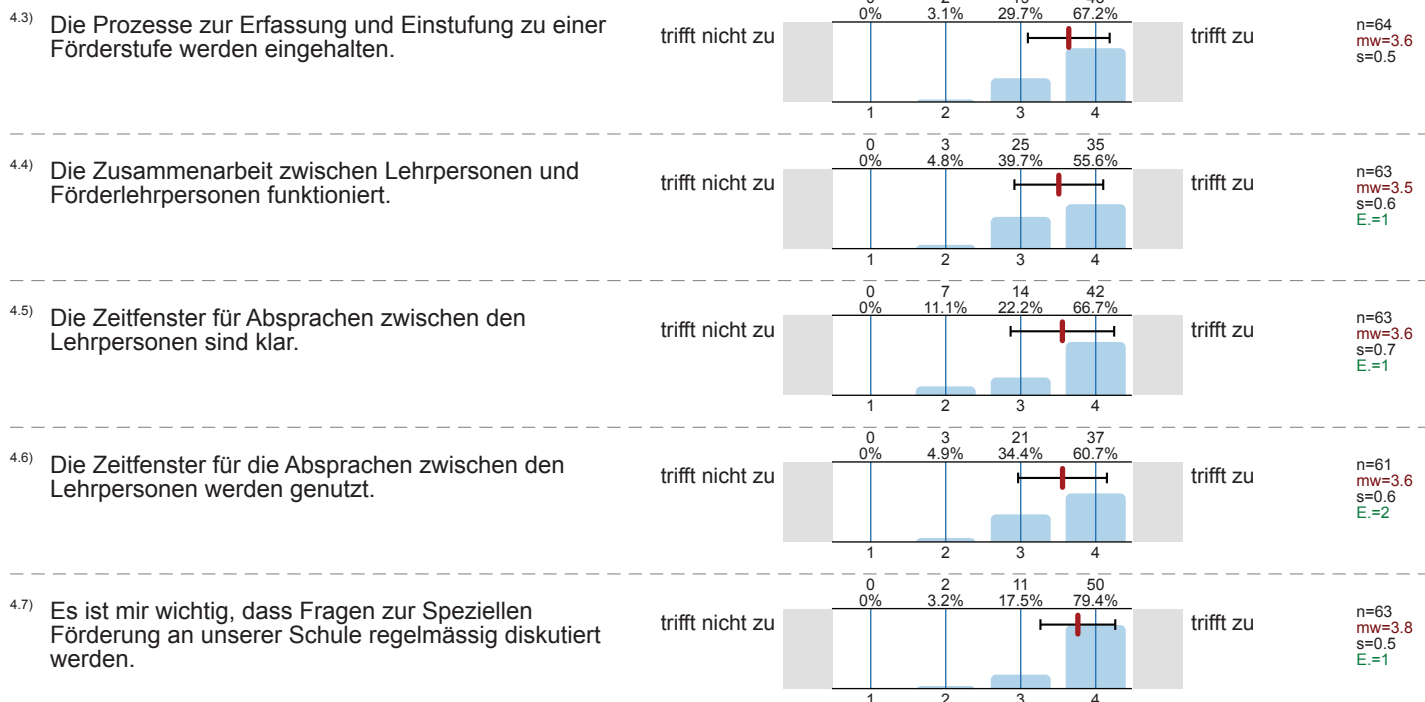 4.3) Die Prozesse zur Erfassung und Einstufung zu einer
Förderstufe werden eingehalten.
trifft nicht zu
0% 3.1% 29.7% 67.2%
1 2 3 4
trifft zu
n=64
mw=3.6
s=0.5
4.4) Die Zusammenarbeit zwischen Lehrpersonen und
Förderlehrpersonen funktioniert.
trifft nicht zu
0 3 25 35
0% 4.8% 39.7% 55.6%
1 2 3 4
trifft zu
n=63
mw=3.5
s=0.6
E.=1
4.5) Die Zeitfenster für Absprachen zwischen den
Lehrpersonen sind klar.
trifft nicht zu
0 7 14 42
0% 11.1% 22.2% 66.7%
1 2 3 4
trifft zu
n=63
mw=3.6
s=0.7
E.=1
4.6) Die Zeitfenster für die Absprachen zwischen den
Lehrpersonen werden genutzt.
trifft nicht zu
0 3 21 37
0% 4.9% 34.4% 60.7%
1 2 3 4
trifft zu
n=61
mw=3.6
s=0.6
E.=2
4.7) Es ist mir wichtig, dass Fragen zur Speziellen
Förderung an unserer Schule regelmässig diskutiert
werden.
trifft nicht zu
0 2 11 50
0% 3.2% 17.5% 79.4%
1 2 3 4
trifft zu
n=63
mw=3.8
s=0.5
E.=1